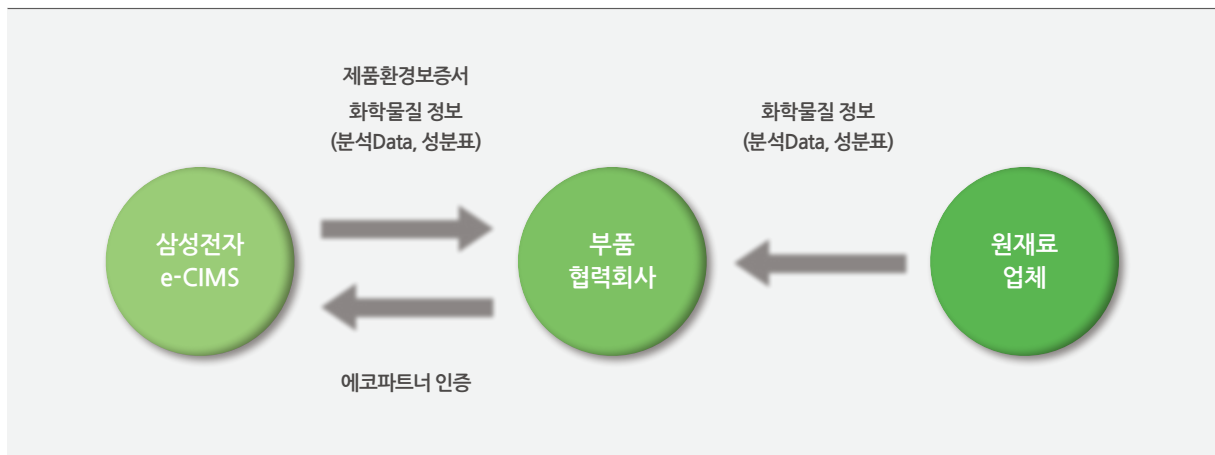 제품환경보증서
화학물질 정보
(분석Data, 성분표)
화학물질 정보
(분석Data, 성분표)
삼성전자
e-CIMS
부품
협력회사
원재료
업체
에코파트너 인증